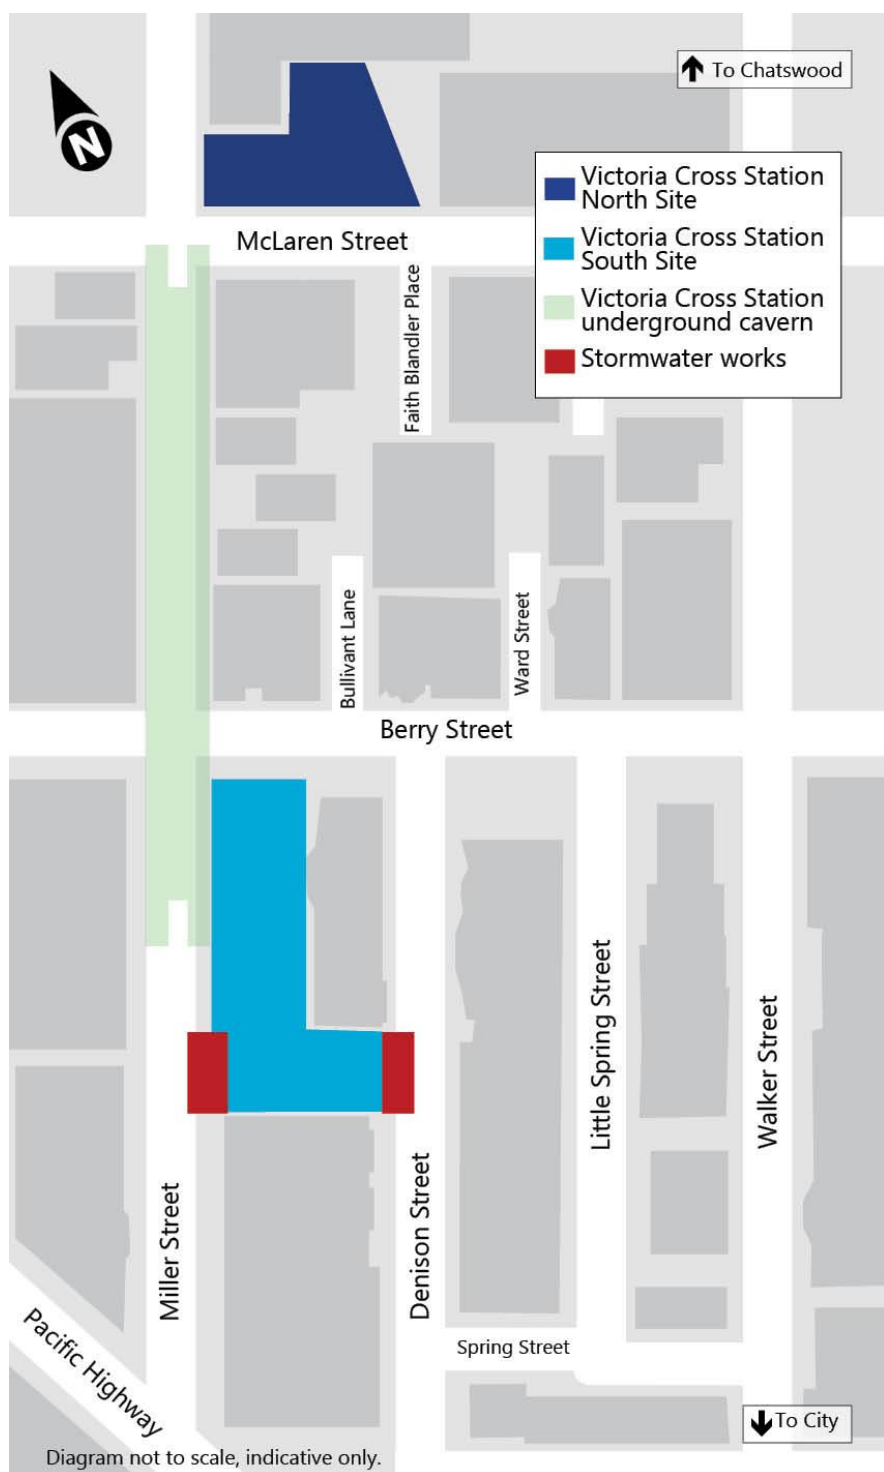 To Chatswood
N
Victoria Cross Station
North Site
Victoria Cross Station
South Site
Victoria Cross Station
underground cavern
Stormwater works
McLaren Street
Faith Blandler Place
Bullivant Lane
Ward Street
Berry Street
Little Spring Street
Walker Street
Denison Street
Miller Street
Pacific Highway
Spring Street
To City
Diagram not to scale, indicative only.